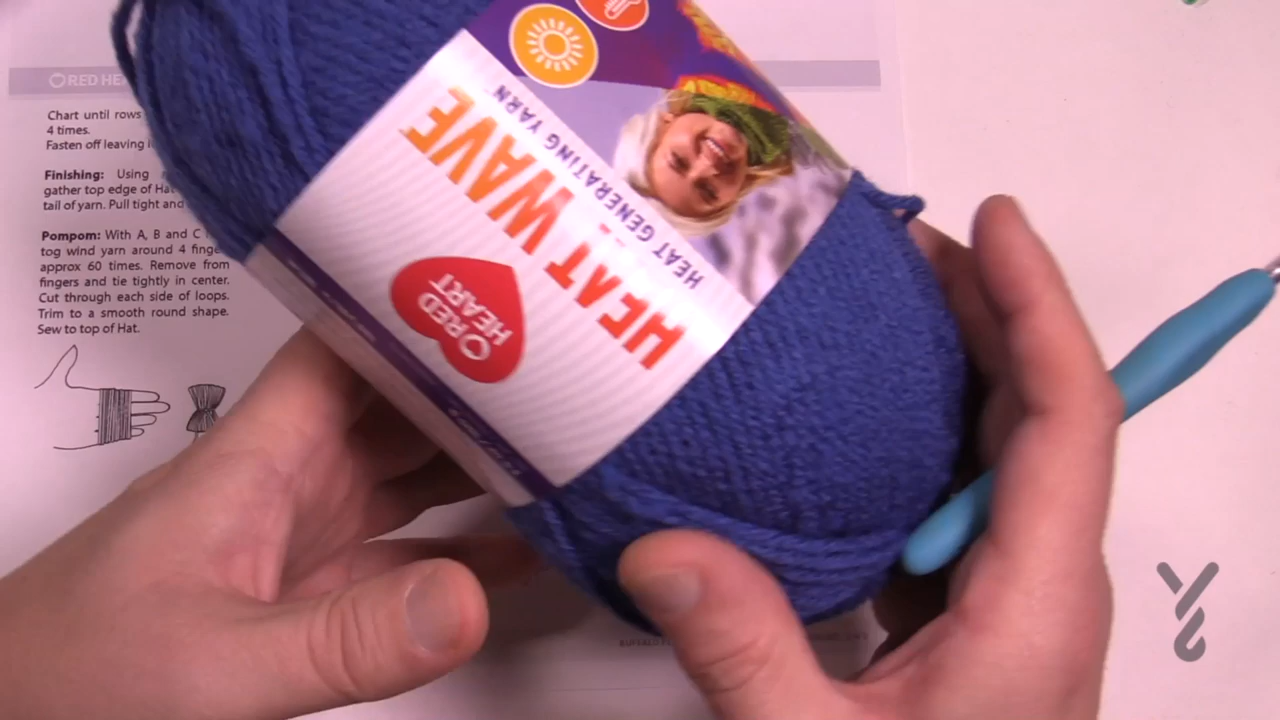 RED HE
Chart until rows
4 times.
Fasten off leaving
Finishing: Using
gather top edge of Hat
tail of yarn. Pull tight and
Pompom: With A, B and C
tog wind yarn around 4 finge
approx 60 times. Remove from
fingers and tie tightly in center.
Cut through each side of loops.
Trim to a smooth round shape.
Sew to top of Hat.
RED
HEART
HEAT WAVE
HEAT GENERATING YARN